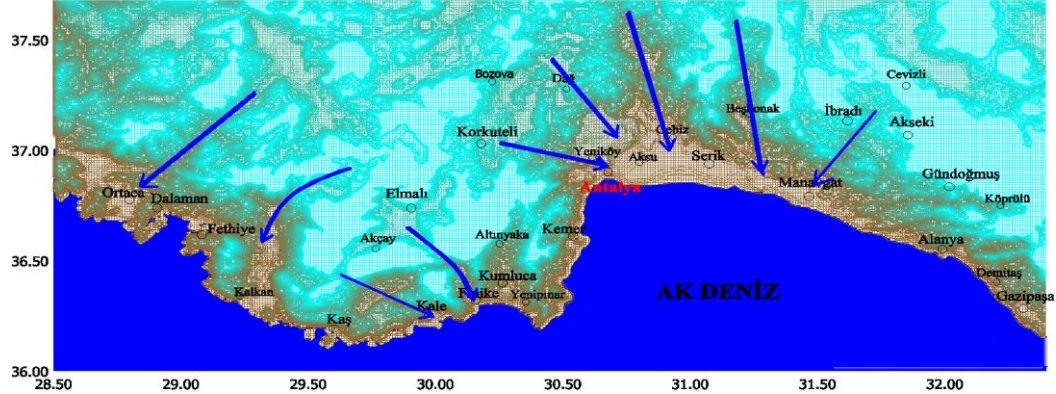 37.50
Bozova
Dağ
Cevizli
Beşkonak
İbradı
Akseki
Korkuteli
Gebiz
37.00
Yeniköy
Aksu
Serik
Ortaca
Elmalı
Antalya
Manavgat
Gündoğmuş
Dalaman
Köprülü
Fethiye
Akçay
Altınyaka
Kemer
Alanya
36.50
Kumluca
Demitaş
Kalkan
Kale
Finike
Yenipınar
AK DENİZ
Gazipaşa
Kaş
36.00
28.50 29.00 29.50 30.00 30.50 31.00 31.50 32.00